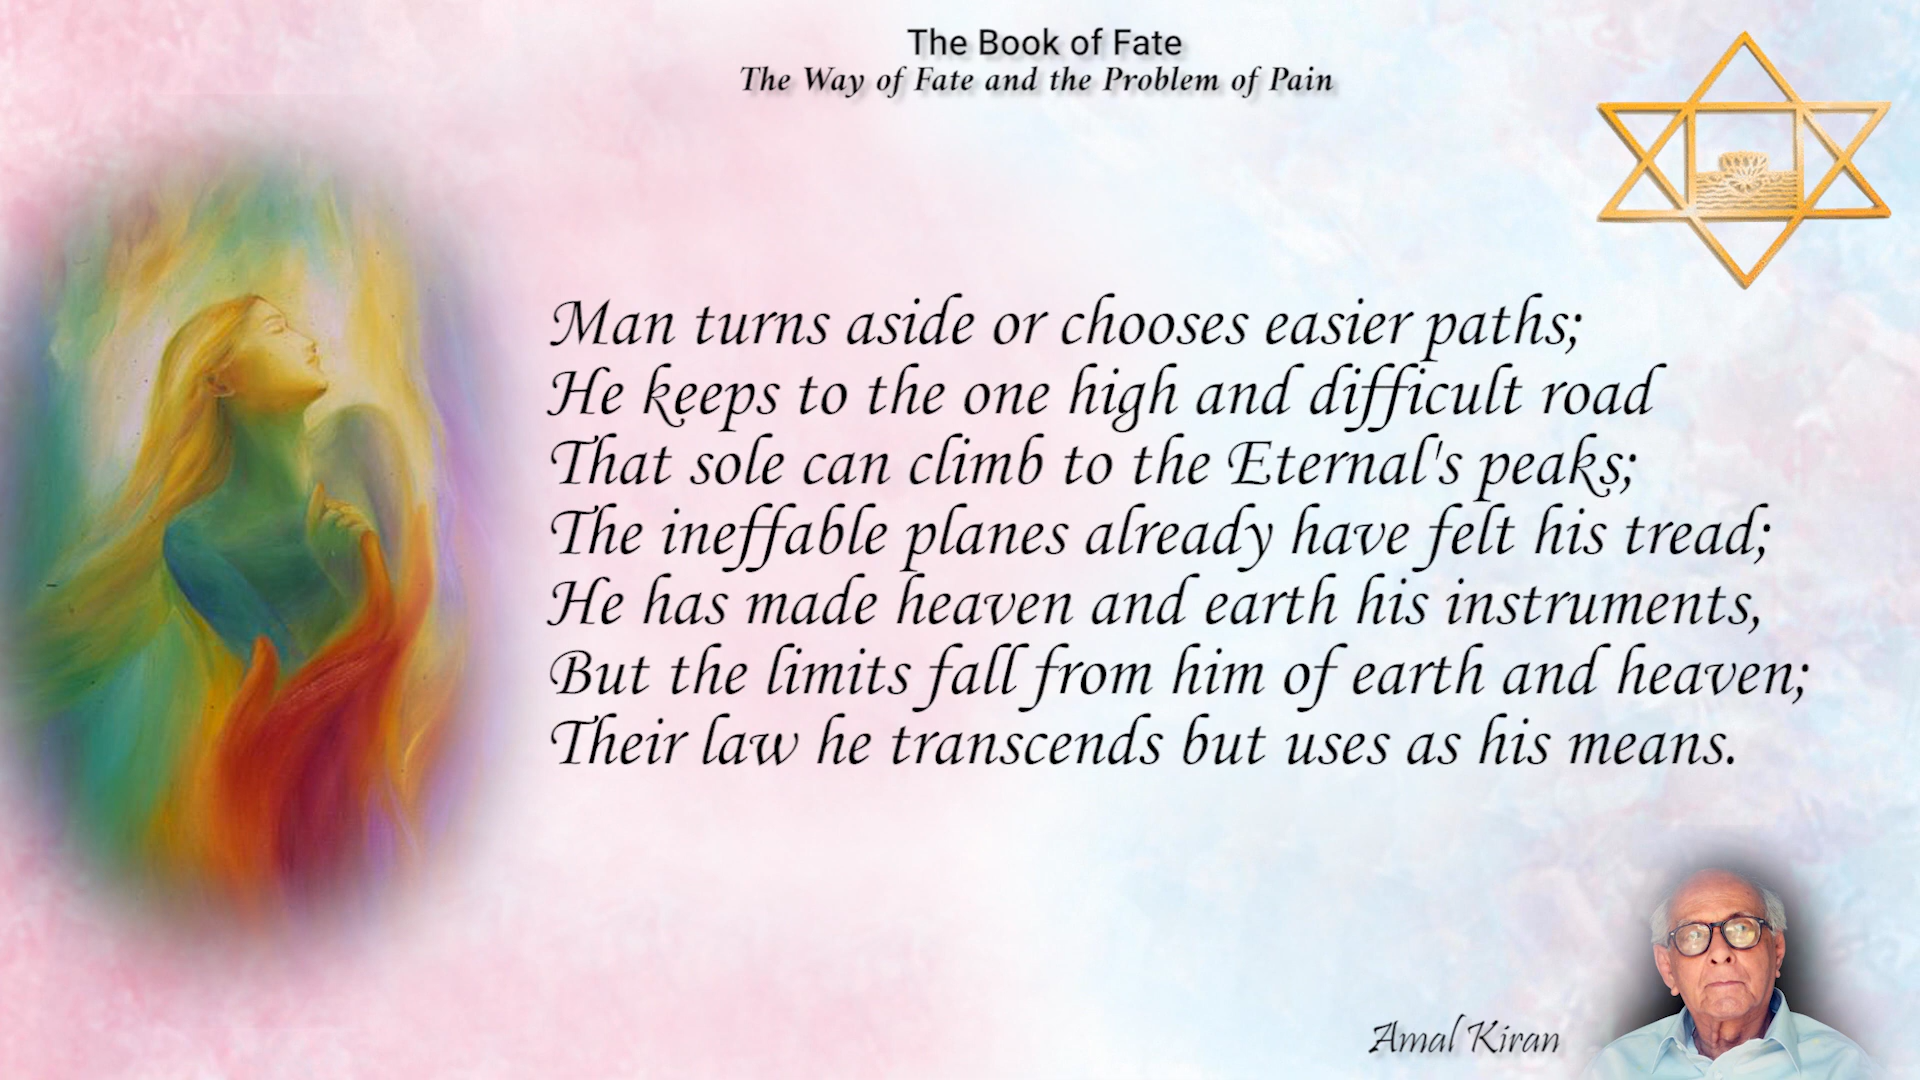 The Book of Fate
The Way of Fate and the Problem of Pain
Man turns aside or chooses easier paths;
He keeps to the one high and difficult road
That sole can climb to the Eternal's peaks;
The ineffable planes already have felt his tread;
He has made heaven and earth his instruments,
But the limits fall from him of earth and heaven;
Their law he transcends but uses as his means.
Amal Kiran